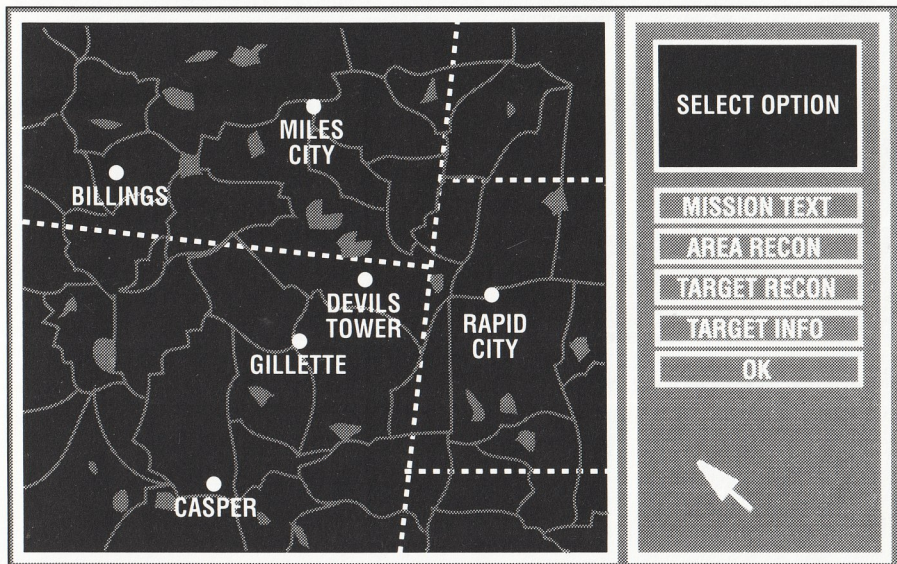 MILES
CITY
BILLINGS
DEVILS
TOWER
RAPID
CITY
GILLETTE
CASPER
SELECT OPTION
MISSION TEXT
AREA RECON
TARGET RECON
TARGET INFO
OK